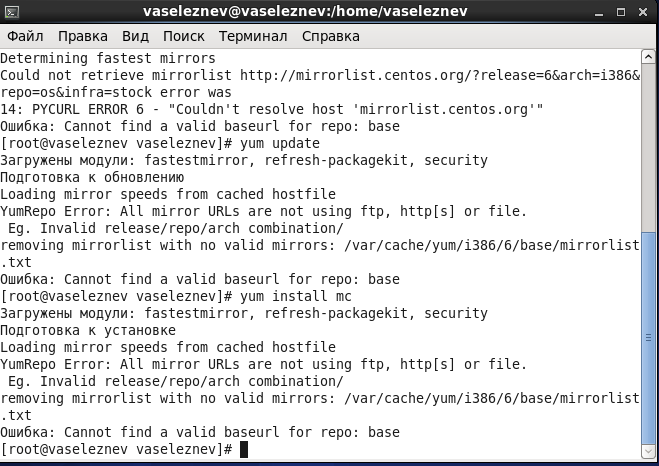 vaseleznev@vaseleznev:/home/vaseleznev
Файл Правка Вид Поиск Терминал Справка
Determining fastest mirrors
Could not retrieve mirrorlist http://mirrorlist.centos.org/?release=6&arch=i386&
repo=os&infra=stock error was
14: PYCURL ERROR 6 - "Couldn't resolve host 'mirrorlist.centos.org'"
Ошибка: Cannot find a valid baseurl for repo: base
[root@vaseleznev vaseleznev]# yum update
Загружены модули: fastestmirror, refresh-packagekit, security
Подготовка к обновлению
Loading mirror speeds from cached hostfile
YumRepo Error: All mirror URLs are not using ftp, http[s] or file.
 Eg. Invalid release/repo/arch combination/
removing mirrorlist with no valid mirrors: /var/cache/yum/i386/6/base/mirrorlist
.txt
Ошибка: Cannot find a valid baseurl for repo: base
[root@vaseleznev vaseleznev]# yum install mc
Загружены модули: fastestmirror, refresh-packagekit, security
Подготовка к установке
Loading mirror speeds from cached hostfile
YumRepo Error: All mirror URLs are not using ftp, http[s] or file.
 Eg. Invalid release/repo/arch combination/
removing mirrorlist with no valid mirrors: /var/cache/yum/i386/6/base/mirrorlist
.txt
Ошибка: Cannot find a valid baseurl for repo: base
[root@vaseleznev vaseleznev]#